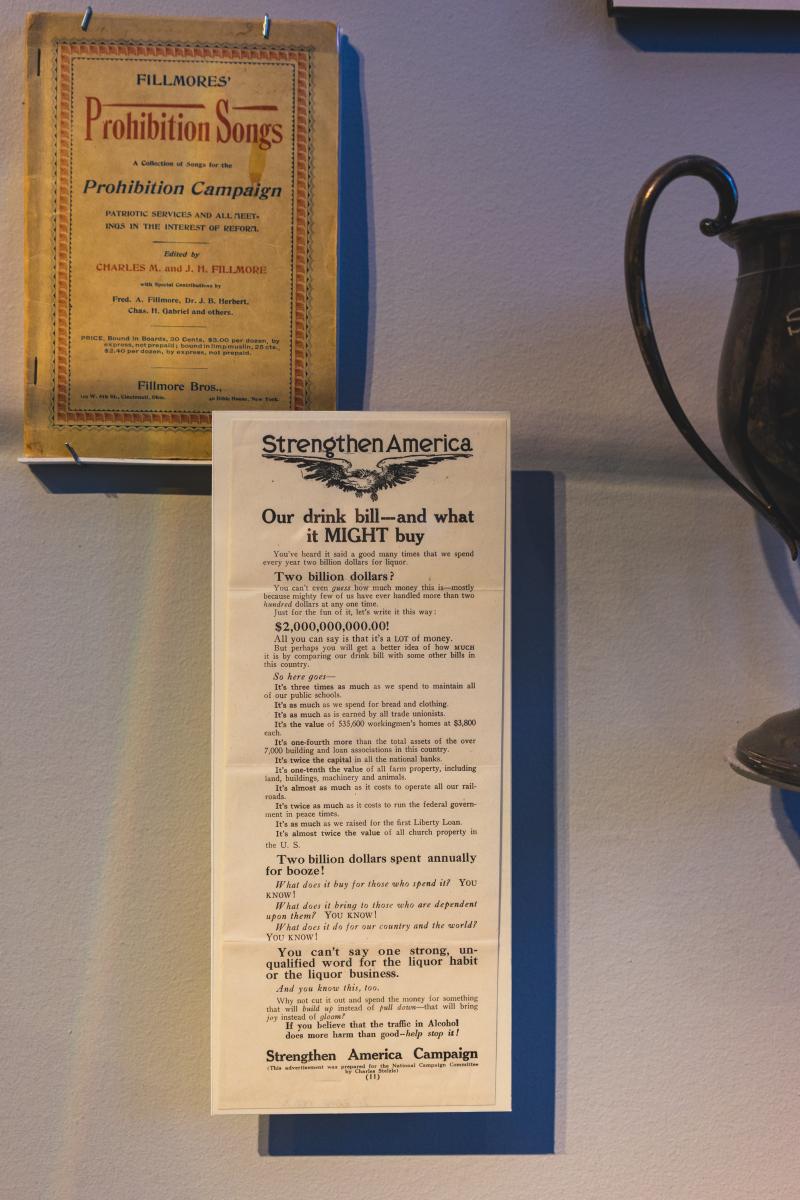 FILLMORES'
Prohibition Songs
A Collection of Songs for the
Prohibition Campaign
PATRIOTIC SERVICES AND ALL MEET-
INGS IN THE INTEREST OF REFORM.
Edited by
CHARLES M. and J. H. FILLMORE
with Special Contributions by
Fred. A. Fillmore, Dr. J. B. Herbert,
Chas. H. Gabriel and others.
PRICE, Bound in Boards, 30 Cents, $3.00 per dozen, by
express, not prepaid; bound in limp muslin, 25 cts.,
$2.40 per dozen, by express, not prepaid.
Fillmore Bros.,
119 W. 6th St., Cincinnati, Ohio. 40 Bible House, New York.
Strengthen America
Our drink bill—and what
it MIGHT buy
You've heard it said a good many times that we spend
every year two billion dollars for liquor.
Two billion dollars?
You can't even guess how much money this is—mostly
because mighty few of us have ever handled more than two
hundred dollars at any one time.
Just for the fun of it, let's write it this way:
$2,000,000,000.00!
All you can say is that it's a LOT of money.
But perhaps you will get a better idea of how MUCH
it is by comparing our drink bill with some other bills in
this country.
So here goes—
It's three times as much as we spend to maintain all
of our public schools.
It's as much as we spend for bread and clothing.
It's as much as is earned by all trade unionists.
It's the value of 535,600 workingmen's homes at $3,800
each.
It's one-fourth more than the total assets of the over
7,000 building and loan associations in this country.
It's twice the capital in all the national banks.
It's one-tenth the value of all farm property, including
land, buildings, machinery and animals.
It's almost as much as it costs to operate all our rail-
roads.
It's twice as much as it costs to run the federal govern-
ment in peace times.
It's as much as we raised for the first Liberty Loan.
It's almost twice the value of all church property in
the U. S.
Two billion dollars spent annually
for booze!
What does it buy for those who spend it? YOU
KNOW!
What does it bring to those who are dependent
upon them? YOU KNOW!
What does it do for our country and the world?
YOU KNOW!
You can't say one strong, un-
qualified word for the liquor habit
or the liquor business.
And you know this, too.
Why not cut it out and spend the money for something
that will build up instead of pull down—that will bring
joy instead of gloom?
If you believe that the traffic in Alcohol
does more harm than good—help stop it!
Strengthen America Campaign
(This advertisement was prepared for the National Campaign Committee
by Charles Stelzle)
(11)